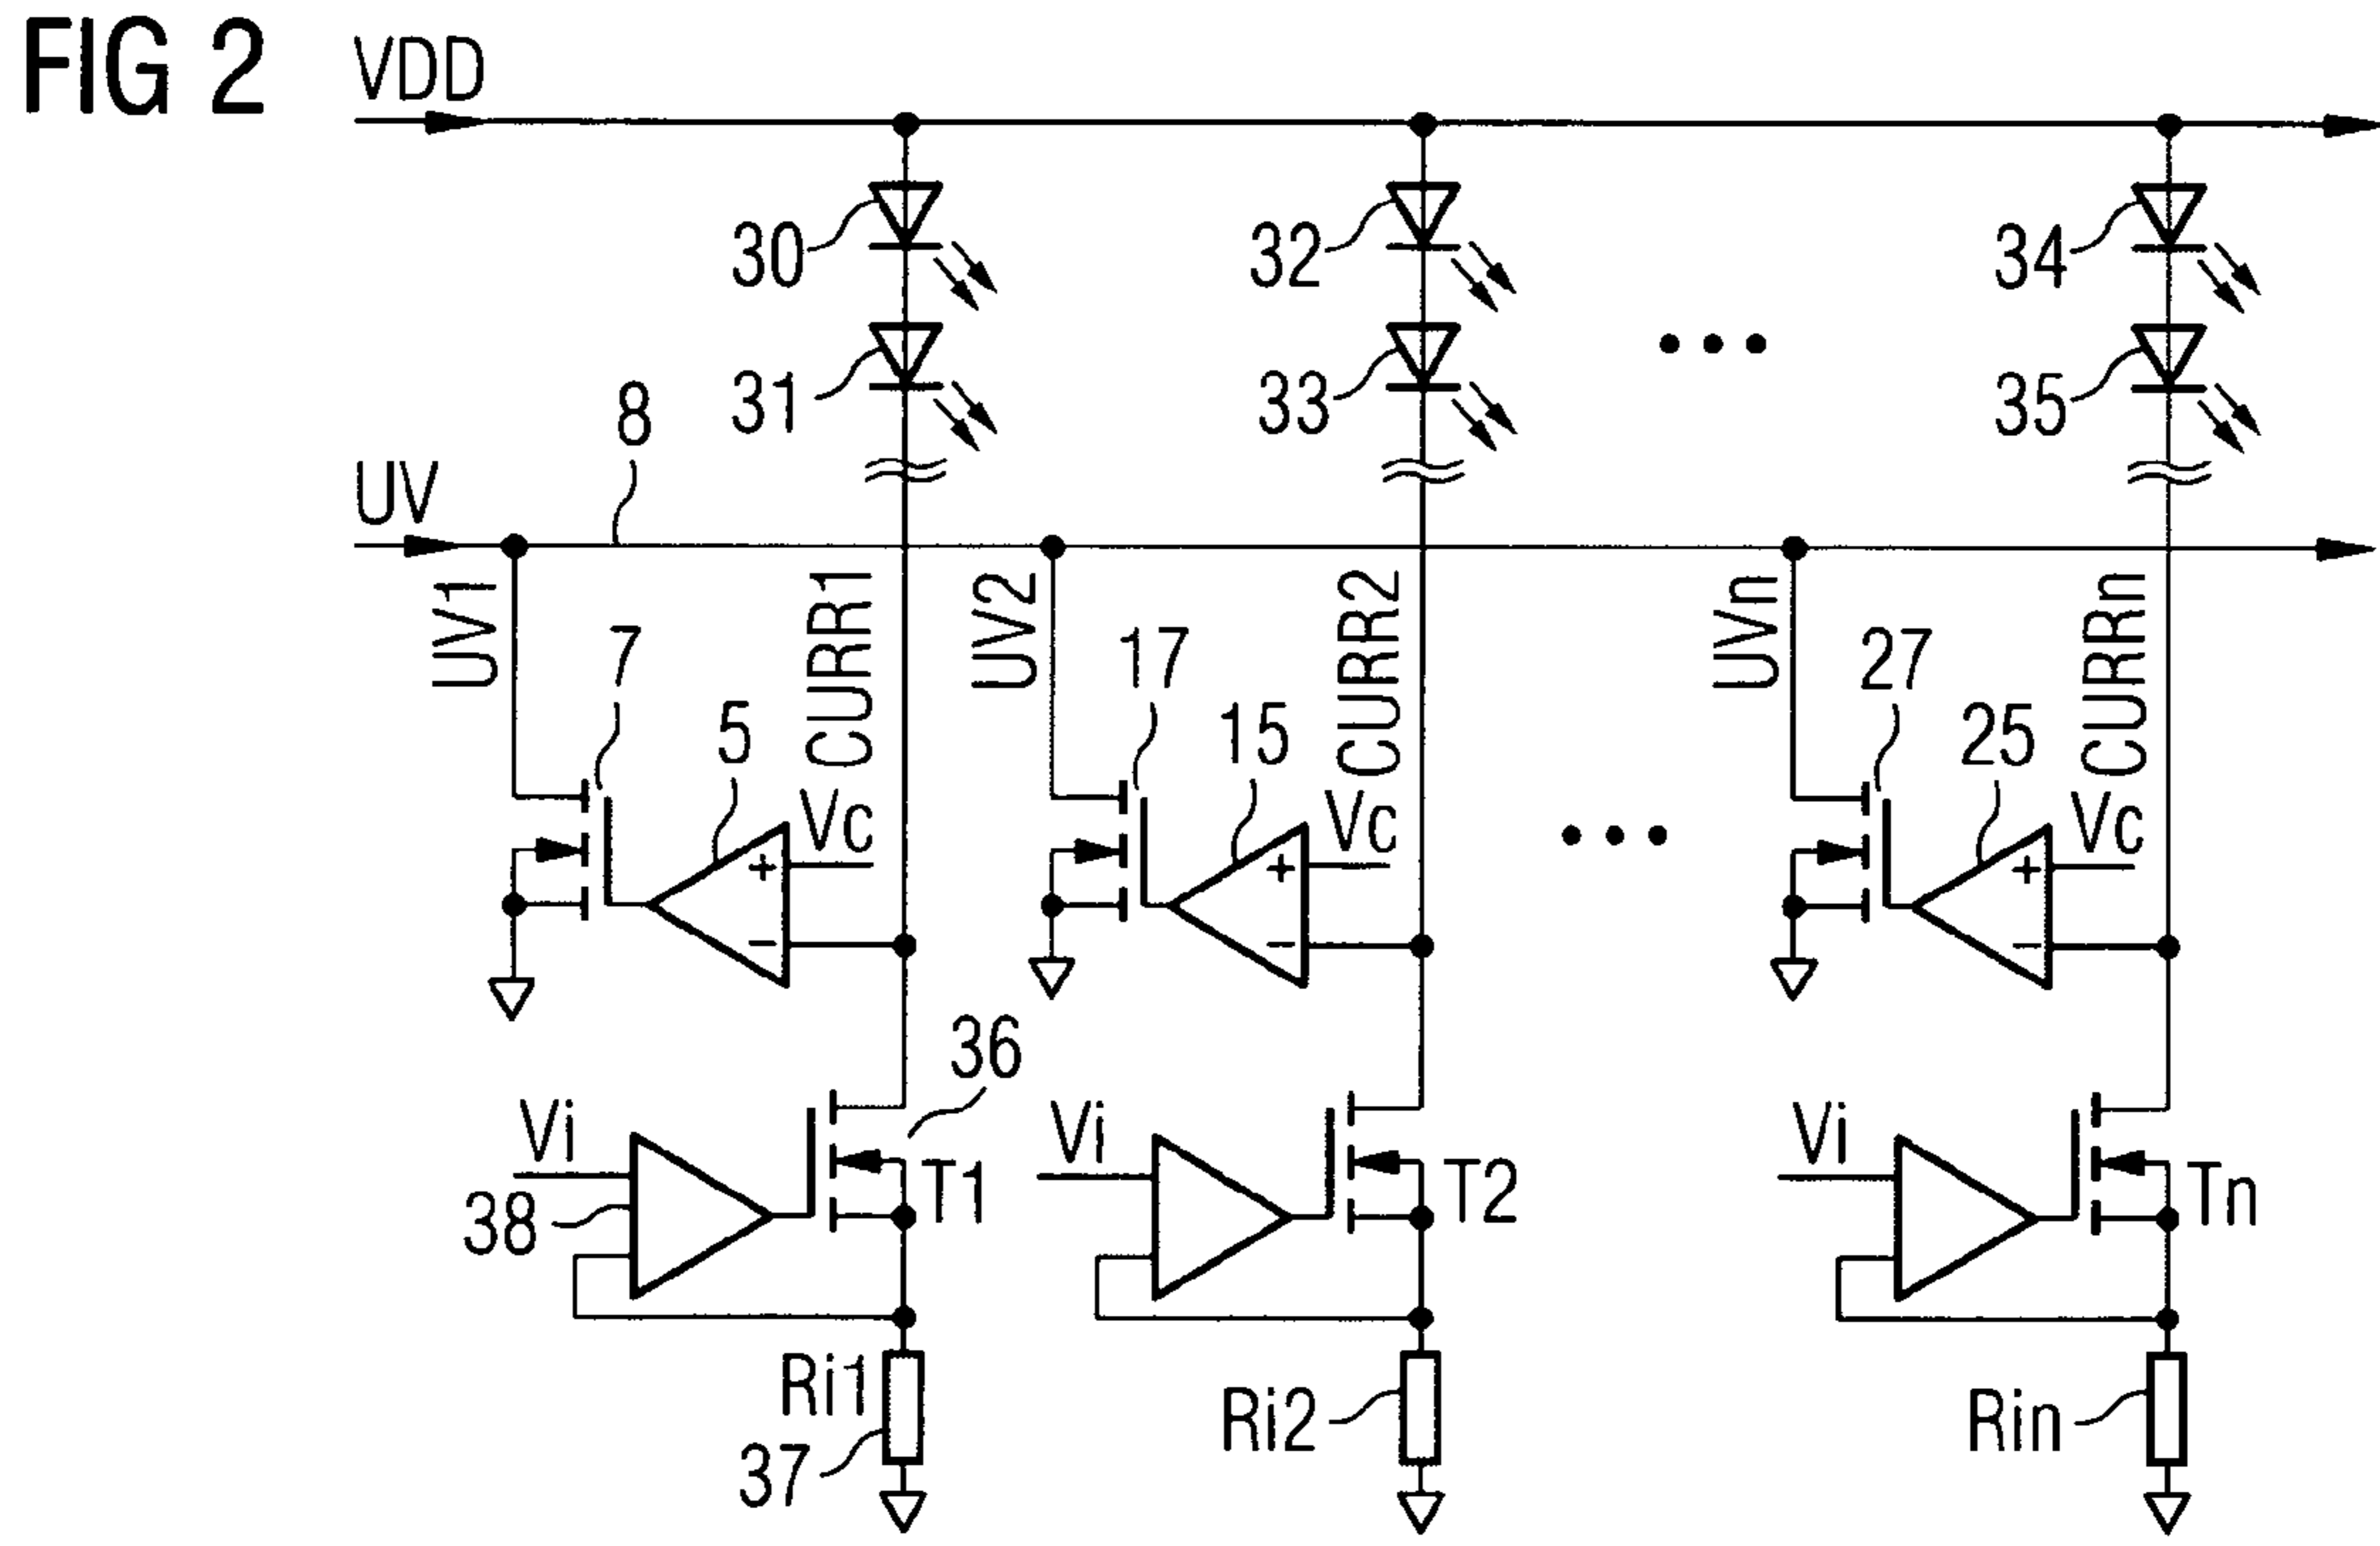 FIG 2
VDD
30
32
34
31
33
35
8
UV
UV1
7
5
CURR1
Vc
UV2
17
15
CURR2
Vc
UVn
27
25
CURRn
Vc
+
−
+
−
+
−
36
Vi
38
T1
Vi
T2
Vi
Tn
Ri1
37
Ri2
Rin